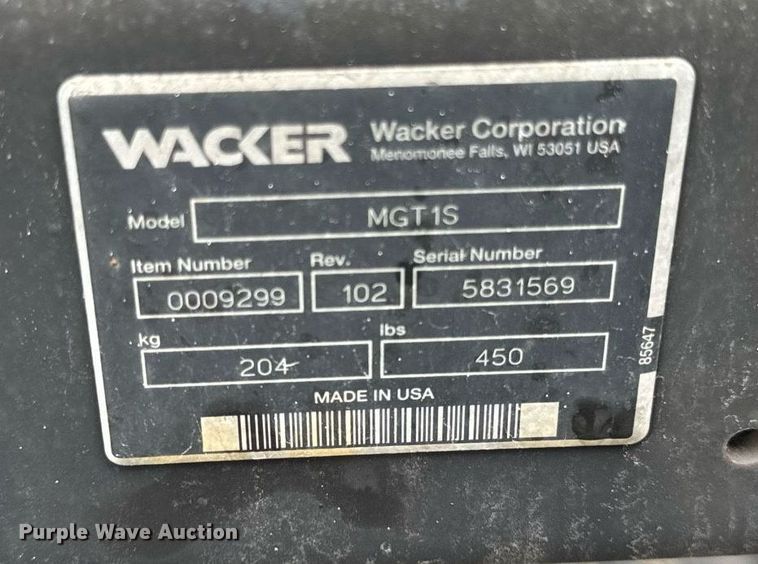 WACKER
Wacker Corporation
Menomonee Falls, WI 53051 USA
Model MGT1S
Item Number Rev. Serial Number
0009299 102 5831569
kg lbs
204 450
85647
MADE IN USA
Purple Wave Auction